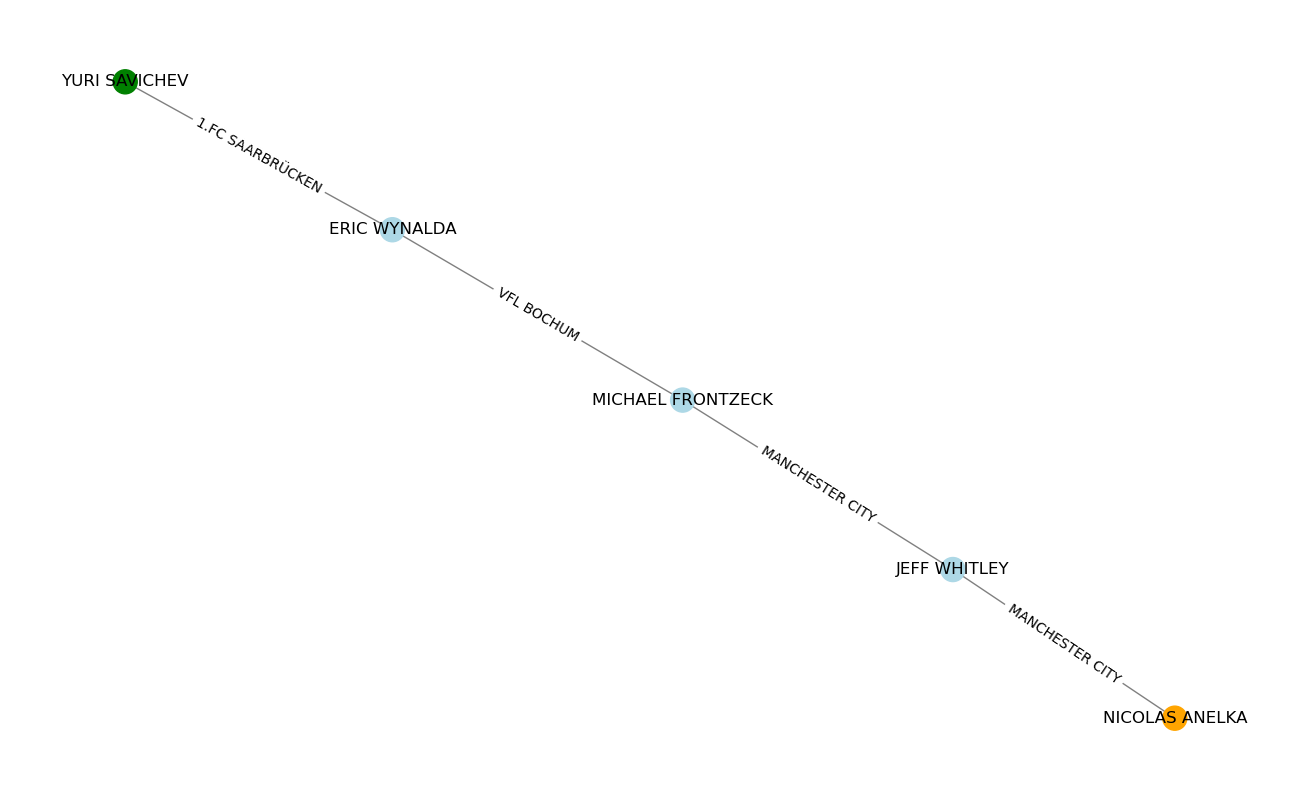 YURI SAVICHEV
1.FC SAARBRÜCKEN
ERIC WYNALDA
VFL BOCHUM
MICHAEL FRONTZECK
MANCHESTER CITY
JEFF WHITLEY
MANCHESTER CITY
NICOLAS ANELKA